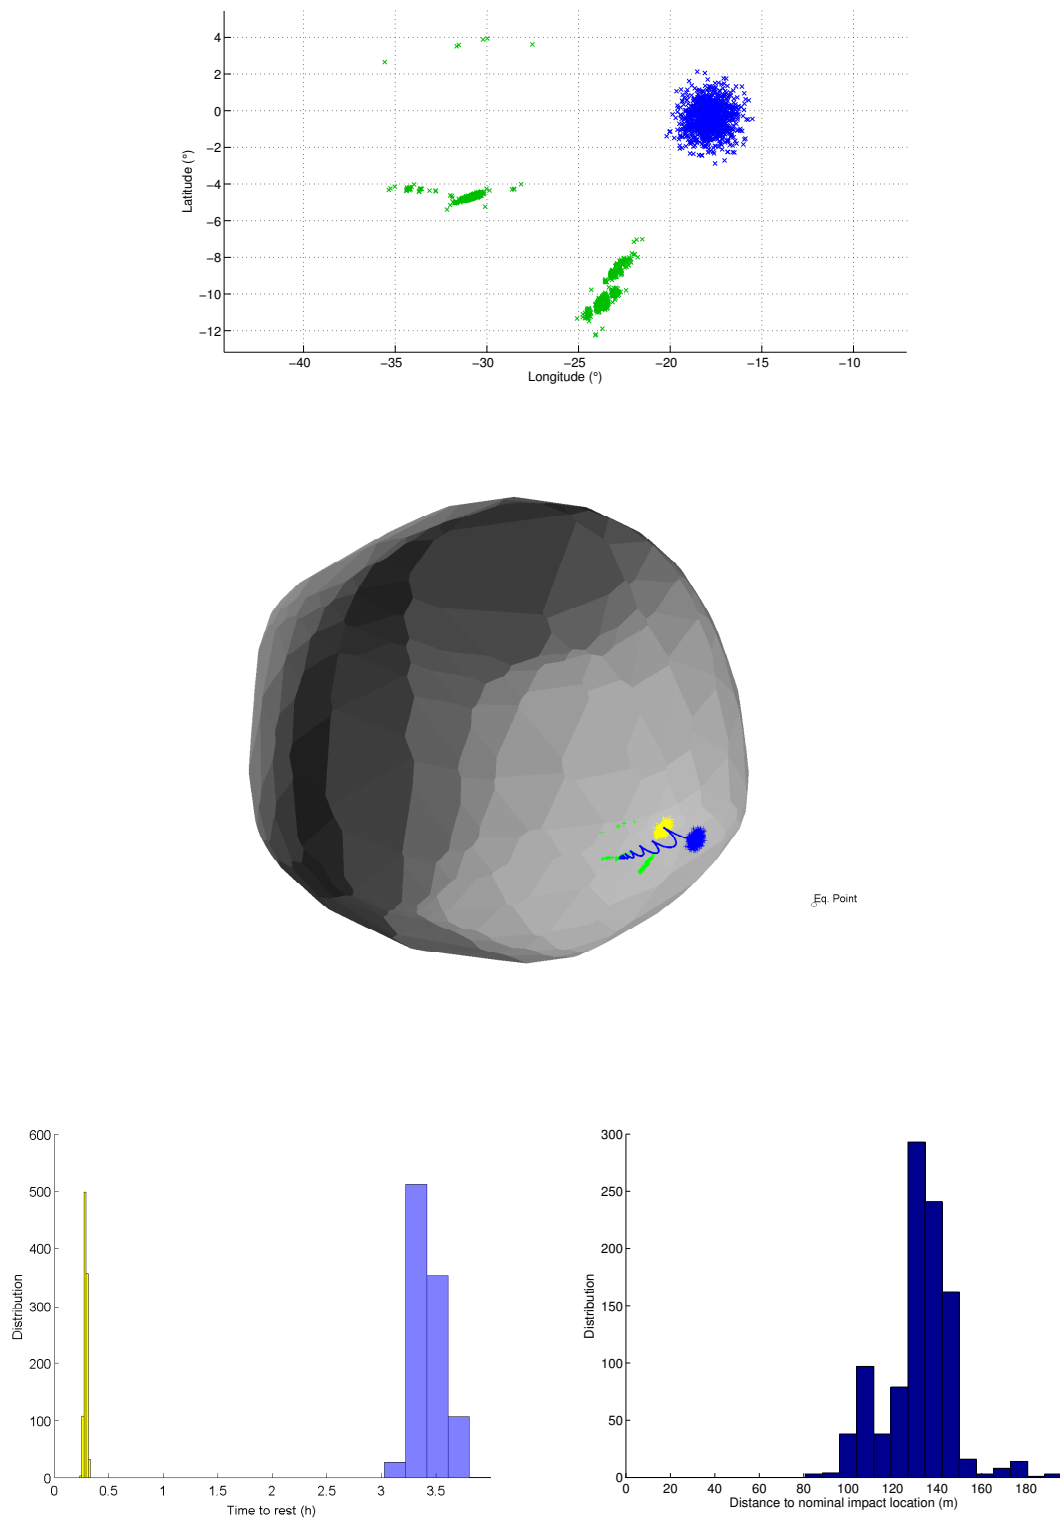 4
2
0
−2
−4
−6
−8
−10
−12
Latitude (°)
−40 −35 −30 −25 −20 −15 −10
Longitude (°)
Eq. Point
600
500
400
300
200
100
0
Distribution
0 0.5 1 1.5 2 2.5 3 3.5
Time to rest (h)
300
250
200
150
100
50
0
Distribution
0 20 40 60 80 100 120 140 160 180
Distance to nominal impact location (m)